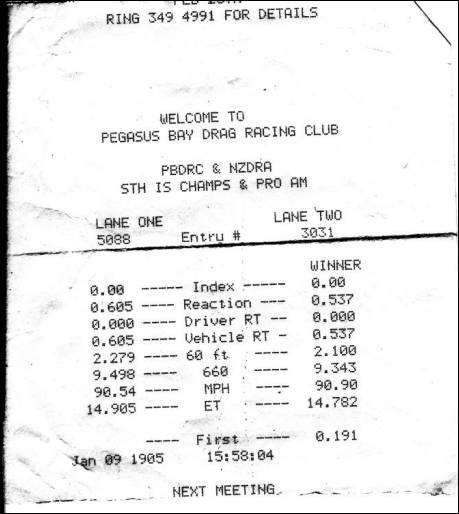 RING 349 4991 FOR DETAILS
WELCOME TO
PEGASUS BAY DRAG RACING CLUB
PBDRC & NZDRA
STH IS CHAMPS & PRO AM
LANE ONE LANE TWO
5088 Entry # 3031
WINNER
0.00 ----- Index ----- 0.00
0.605 ---- Reaction --- 0.537
0.000 ---- Driver RT -- 0.000
0.605 ---- Vehicle RT - 0.537
2.279 ---- 60 ft ---- 2.100
9.498 ---- 660 ---- 9.343
90.54 ---- MPH ---- 90.90
14.905 ---- ET ---- 14.782
---- First ---- 0.191
Jan 09 1905 15:58:04
NEXT MEETING